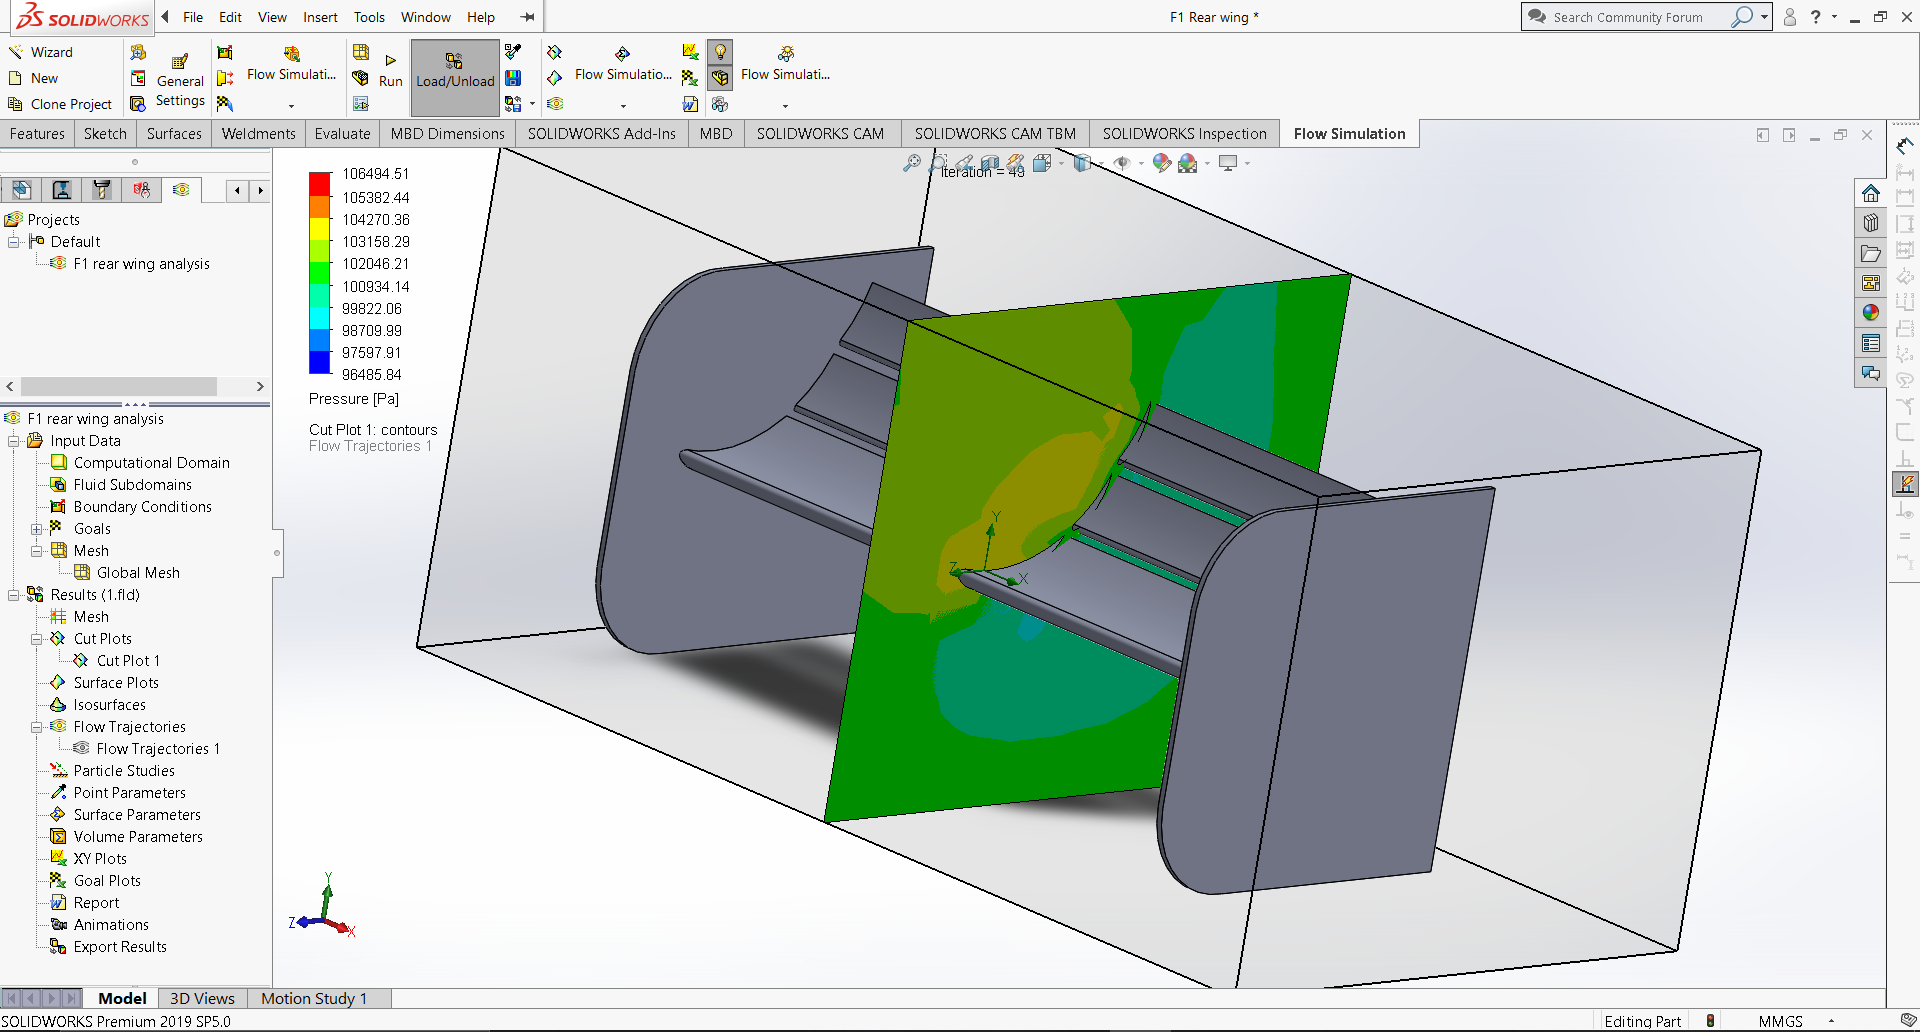 SOLIDWORKS
File Edit View Insert Tools Window Help
F1 Rear wing *
Search Community Forum
?
Wizard
New
Clone Project
General
Settings
Flow Simulati...
Run
Load/Unload
Flow Simulatio...
Flow Simulati...
Features Sketch Surfaces Weldments Evaluate MBD Dimensions SOLIDWORKS Add-Ins MBD SOLIDWORKS CAM SOLIDWORKS CAM TBM SOLIDWORKS Inspection Flow Simulation
Projects
Default
F1 rear wing analysis
F1 rear wing analysis
Input Data
Computational Domain
Fluid Subdomains
Boundary Conditions
Goals
Mesh
Global Mesh
Results (1.fld)
Mesh
Cut Plots
Cut Plot 1
Surface Plots
Isosurfaces
Flow Trajectories
Flow Trajectories 1
Particle Studies
Point Parameters
Surface Parameters
Volume Parameters
XY Plots
Goal Plots
Report
Animations
Export Results
106494.51
105382.44
104270.36
103158.29
102046.21
100934.14
99822.06
98709.99
97597.91
96485.84
Pressure [Pa]
Cut Plot 1: contours
Flow Trajectories 1
Iteration = 49
Y
Z
X
Y
Z
X
Model 3D Views Motion Study 1
SOLIDWORKS Premium 2019 SP5.0
Editing Part
MMGS